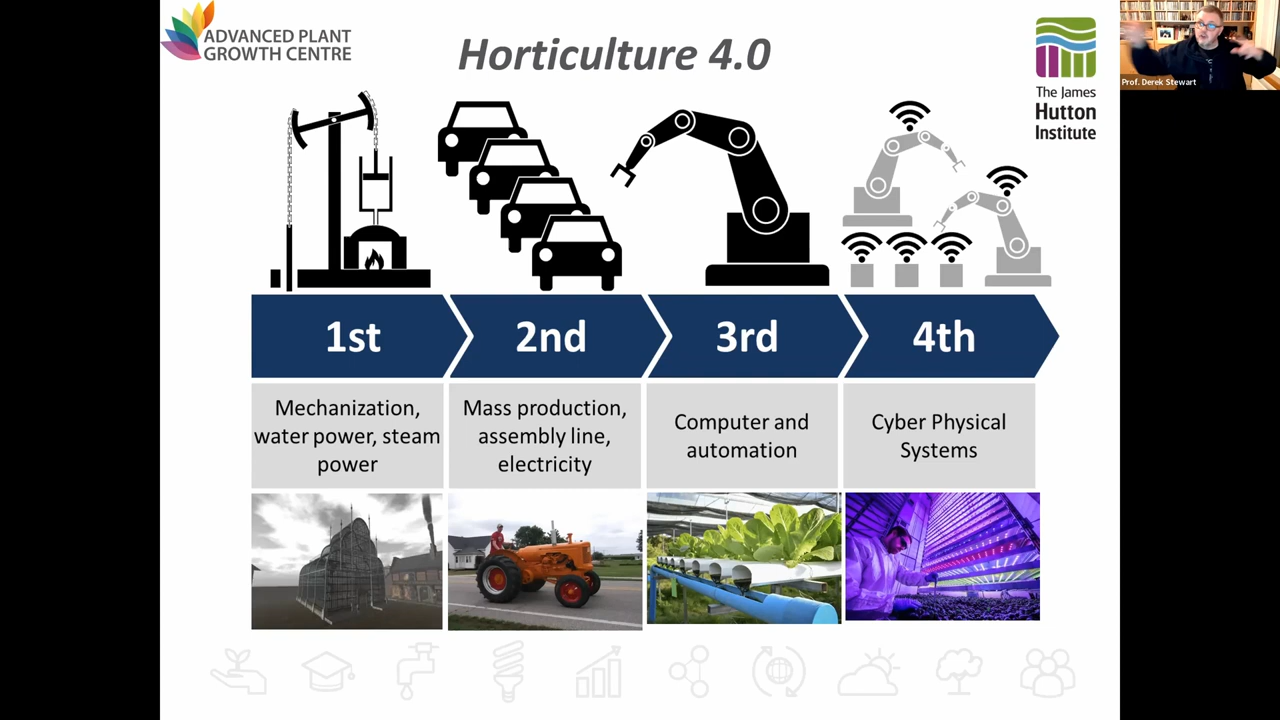 ADVANCED PLANT
GROWTH CENTRE
Horticulture 4.0
The James
Hutton
Institute
Prof. Derek Stewart
1st
2nd
3rd
4th
Mechanization,
water power, steam
power
Mass production,
assembly line,
electricity
Computer and
automation
Cyber Physical
Systems